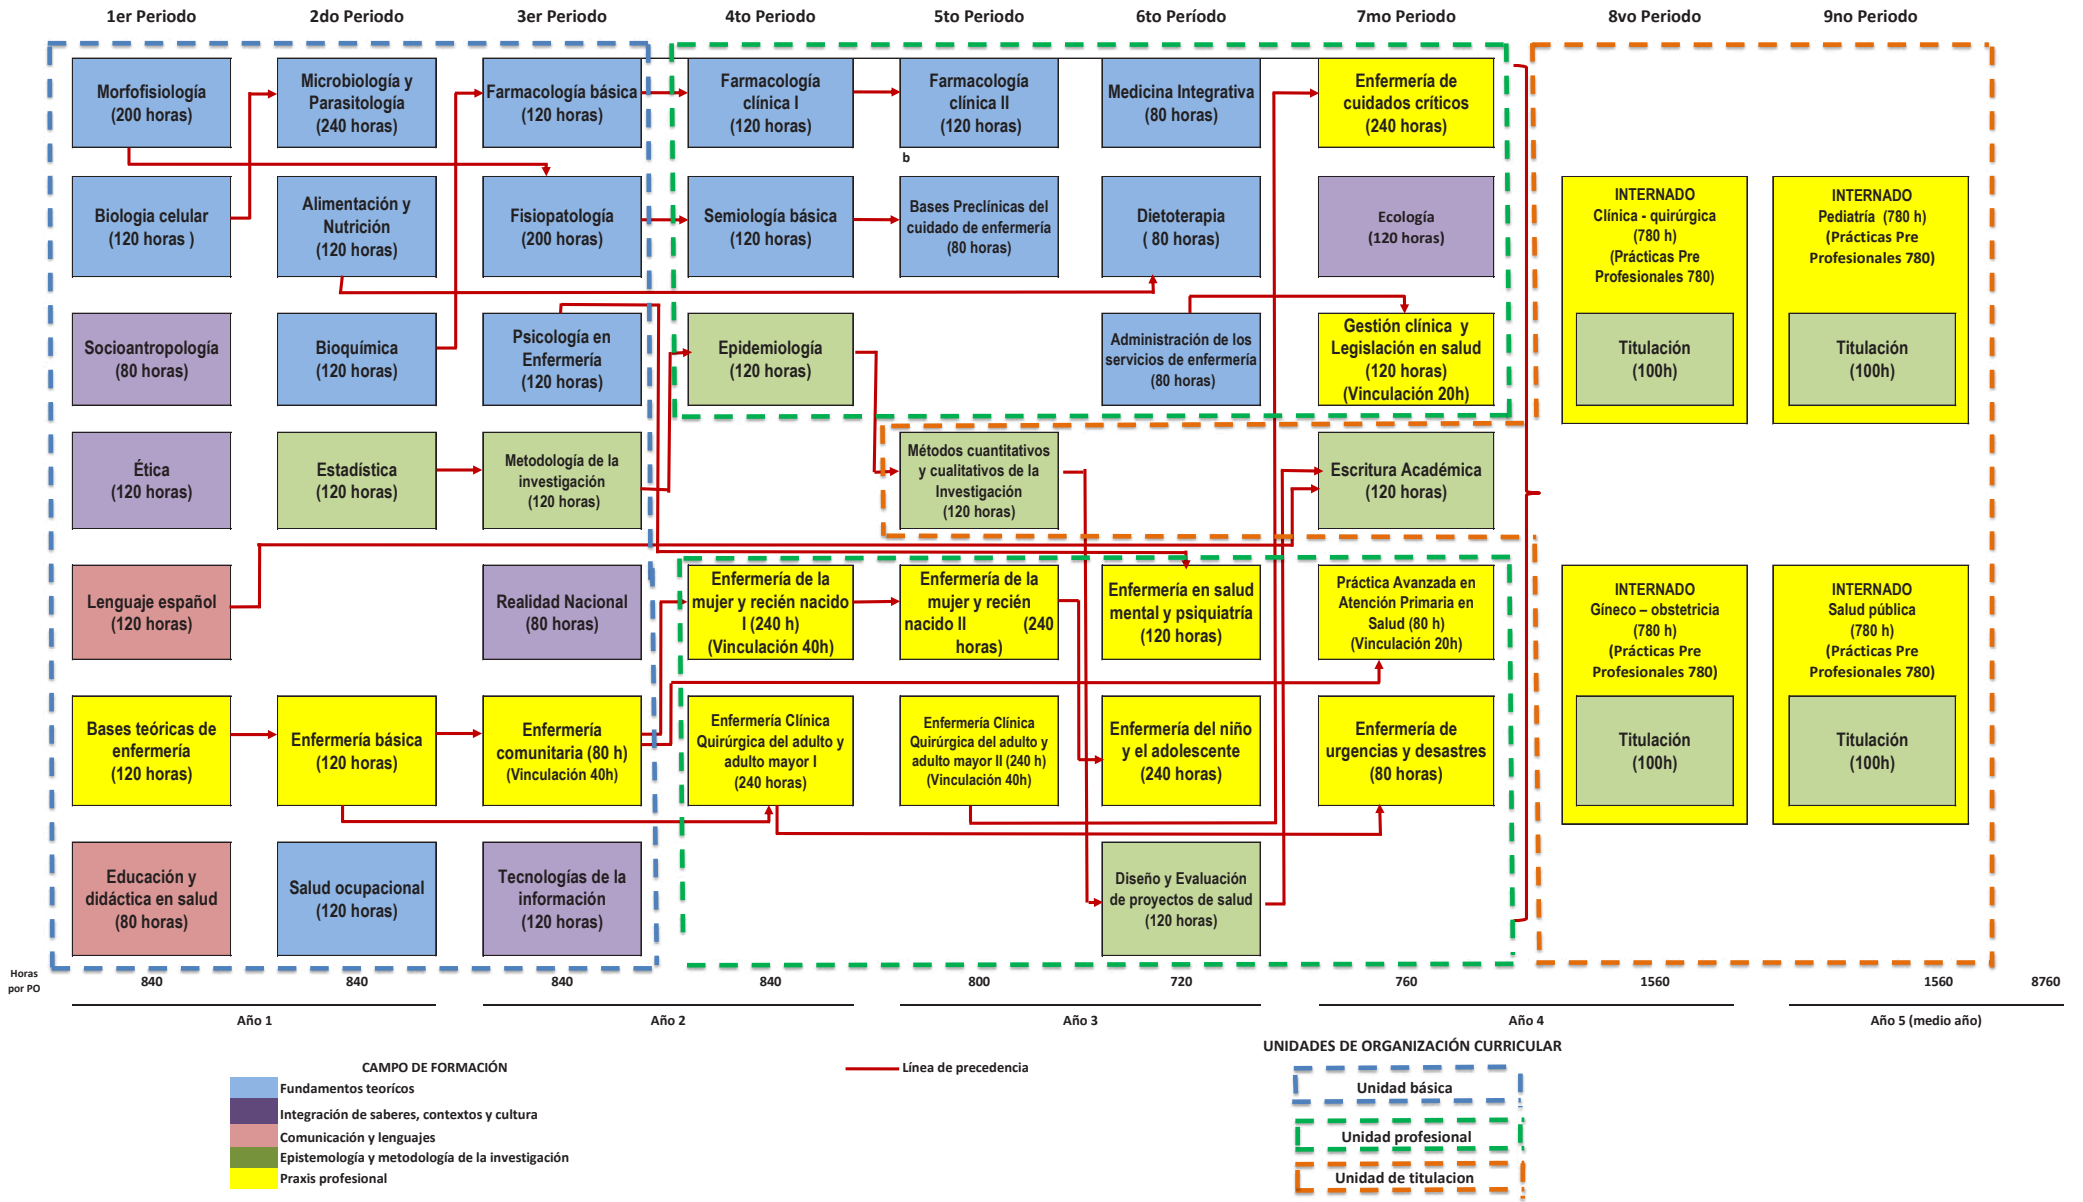 1er Periodo
2do Periodo
3er Periodo
4to Periodo
5to Periodo
6to Período
7mo Periodo
8vo Periodo
9no Periodo
Morfofisiología
(200 horas)
Microbiología y
Parasitología
(240 horas)
Farmacología básica
(120 horas)
Farmacología
clínica I
(120 horas)
Farmacología
clínica II
(120 horas)
Medicina Integrativa
(80 horas)
Enfermería de
cuidados críticos
(240 horas)
b
Biologia celular
(120 horas )
Alimentación y
Nutrición
(120 horas)
Fisiopatología
(200 horas)
Semiología básica
(120 horas)
Bases Preclínicas del
cuidado de enfermería
(80 horas)
Dietoterapia
( 80 horas)
Ecología
(120 horas)
INTERNADO
Clínica - quirúrgica
(780 h)
(Prácticas Pre
Profesionales 780)
INTERNADO
Pediatría (780 h)
(Prácticas Pre
Profesionales 780)
Socioantropología
(80 horas)
Bioquímica
(120 horas)
Psicología en
Enfermería
(120 horas)
Epidemiología
(120 horas)
Administración de los
servicios de enfermería
(80 horas)
Gestión clínica y
Legislación en salud
(120 horas)
(Vinculación 20h)
Titulación
(100h)
Titulación
(100h)
Ética
(120 horas)
Estadística
(120 horas)
Metodología de la
investigación
(120 horas)
Métodos cuantitativos
y cualitativos de la
Investigación
(120 horas)
Escritura Académica
(120 horas)
Lenguaje español
(120 horas)
Realidad Nacional
(80 horas)
Enfermería de la
mujer y recién nacido
I (240 h)
(Vinculación 40h)
Enfermería de la
mujer y recién
nacido II (240
horas)
Enfermería en salud
mental y psiquiatría
(120 horas)
Práctica Avanzada en
Atención Primaria en
Salud (80 h)
(Vinculación 20h)
INTERNADO
Gíneco – obstetricia
(780 h)
(Prácticas Pre
Profesionales 780)
INTERNADO
Salud pública
(780 h)
(Prácticas Pre
Profesionales 780)
Bases teóricas de
enfermería
(120 horas)
Enfermería básica
(120 horas)
Enfermería
comunitaria (80 h)
(Vinculación 40h)
Enfermería Clínica
Quirúrgica del adulto y
adulto mayor I
(240 horas)
Enfermería Clínica
Quirúrgica del adulto y
adulto mayor II (240 h)
(Vinculación 40h)
Enfermería del niño
y el adolescente
(240 horas)
Enfermería de
urgencias y desastres
(80 horas)
Titulación
(100h)
Titulación
(100h)
Educación y
didáctica en salud
(80 horas)
Salud ocupacional
(120 horas)
Tecnologías de la
información
(120 horas)
Diseño y Evaluación
de proyectos de salud
(120 horas)
Horas
por PO
840
840
840
840
800
720
760
1560
1560
8760
Año 1
Año 2
Año 3
Año 4
Año 5 (medio año)
CAMPO DE FORMACIÓN
Fundamentos teorícos
Integración de saberes, contextos y cultura
Comunicación y lenguajes
Epistemología y metodología de la investigación
Praxis profesional
Línea de precedencia
UNIDADES DE ORGANIZACIÓN CURRICULAR
Unidad básica
Unidad profesional
Unidad de titulacion